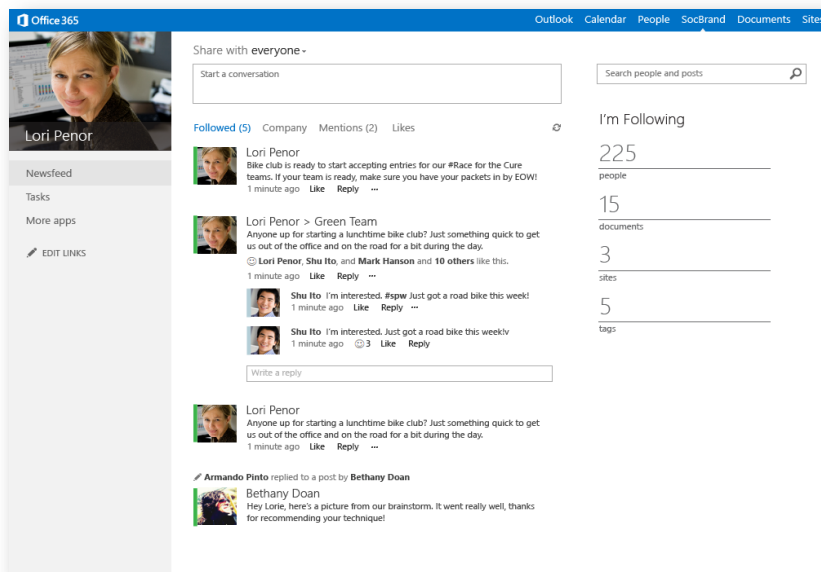 Office 365
Outlook Calendar People SocBrand Documents Sites
Lori Penor
Newsfeed
Tasks
More apps
EDIT LINKS
Share with everyone
Start a conversation
Followed (5) Company Mentions (2) Likes
Lori Penor
Bike club is ready to start accepting entries for our #Race for the Cure
teams. If your team is ready, make sure you have your packets in by EOW!
1 minute ago Like Reply ···
Lori Penor > Green Team
Anyone up for starting a lunchtime bike club? Just something quick to get
us out of the office and on the road for a bit during the day.
Lori Penor, Shu Ito, and Mark Hanson and 10 others like this.
1 minute ago Like Reply ···
Shu Ito I'm interested. #spw Just got a road bike this week!
1 minute ago Like Reply ···
Shu Ito I'm interested. Just got a road bike this week!v
1 minute ago 3 Like Reply
Write a reply
Lori Penor
Anyone up for starting a lunchtime bike club? Just something quick to get
us out of the office and on the road for a bit during the day.
1 minute ago Like Reply ···
Armando Pinto replied to a post by Bethany Doan
Bethany Doan
Hey Lorie, here's a picture from our brainstorm. It went really well, thanks
for recommending your technique!
Search people and posts
I'm Following
225
people
15
documents
3
sites
5
tags